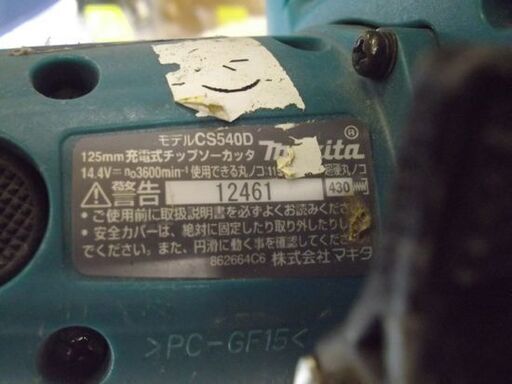 モデルCS540D
125mm 充電式チップソーカッタ
14.4V⎓ n₀3600min⁻¹ 使用できる丸ノコ
⚠警告 12461 430
• ご使用前に取扱説明書を必ずよくお読みください
• 安全カバーは、絶対に固定したり取り外したりし
でください。また、円滑に動く事を確認してくださ
862664C6 株式会社マキタ
>PC-GF15<